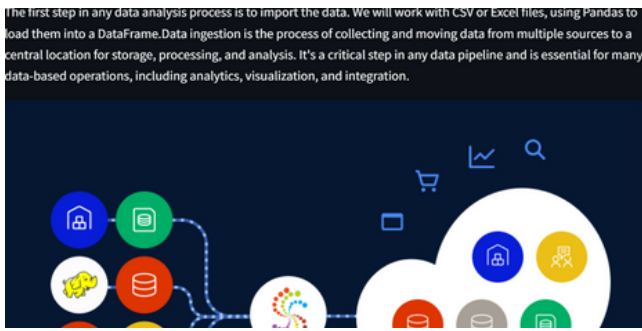 The first step in any data analysis process is to import the data. We will work with CSV or Excel files, using Pandas to
load them into a DataFrame.Data ingestion is the process of collecting and moving data from multiple sources to a
central location for storage, processing, and analysis. It's a critical step in any data pipeline and is essential for many
data-based operations, including analytics, visualization, and integration.